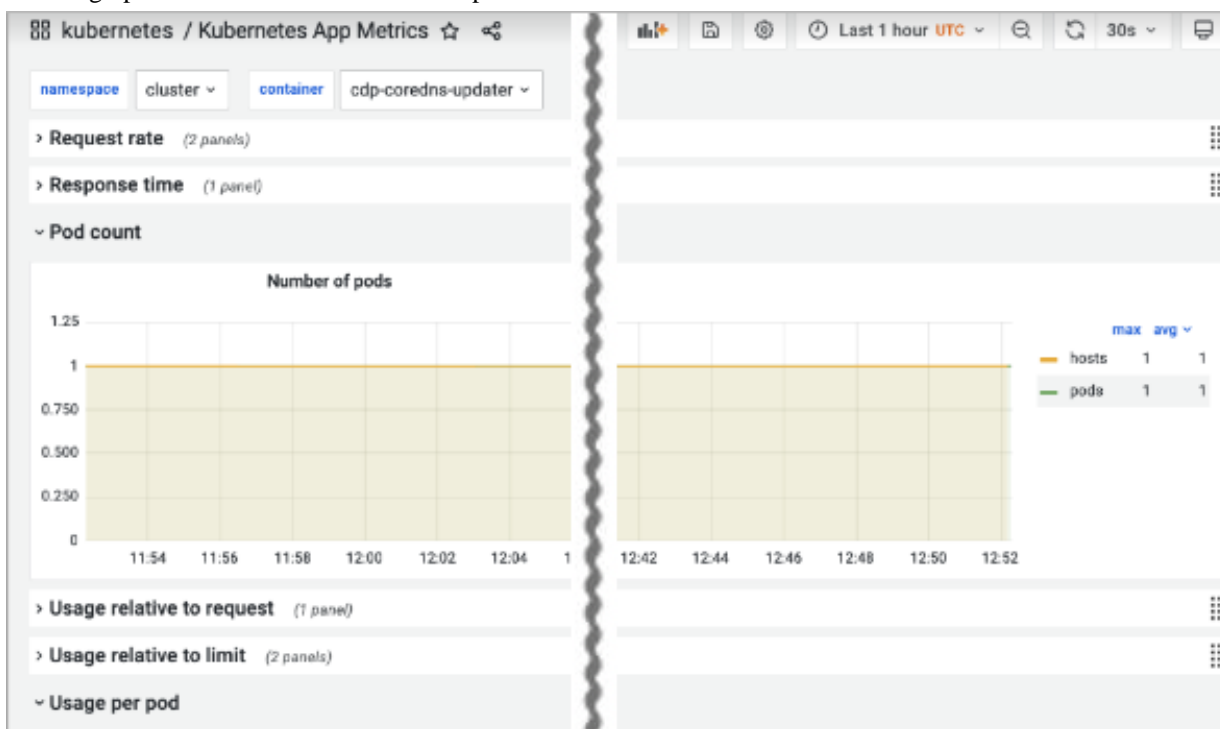 kubernetes / Kubernetes App Metrics
Last 1 hour UTC
30s
namespace cluster container cdp-coredns-updater
Request rate (2 panels)
Response time (1 panel)
Pod count
Number of pods
1.25
1
0.750
0.500
0.250
0
11:54 11:56 11:58 12:00 12:02 12:04 1
12:42 12:44 12:46 12:48 12:50 12:52
max avg
hosts 1 1
pods 1 1
Usage relative to request (1 panel)
Usage relative to limit (2 panels)
Usage per pod